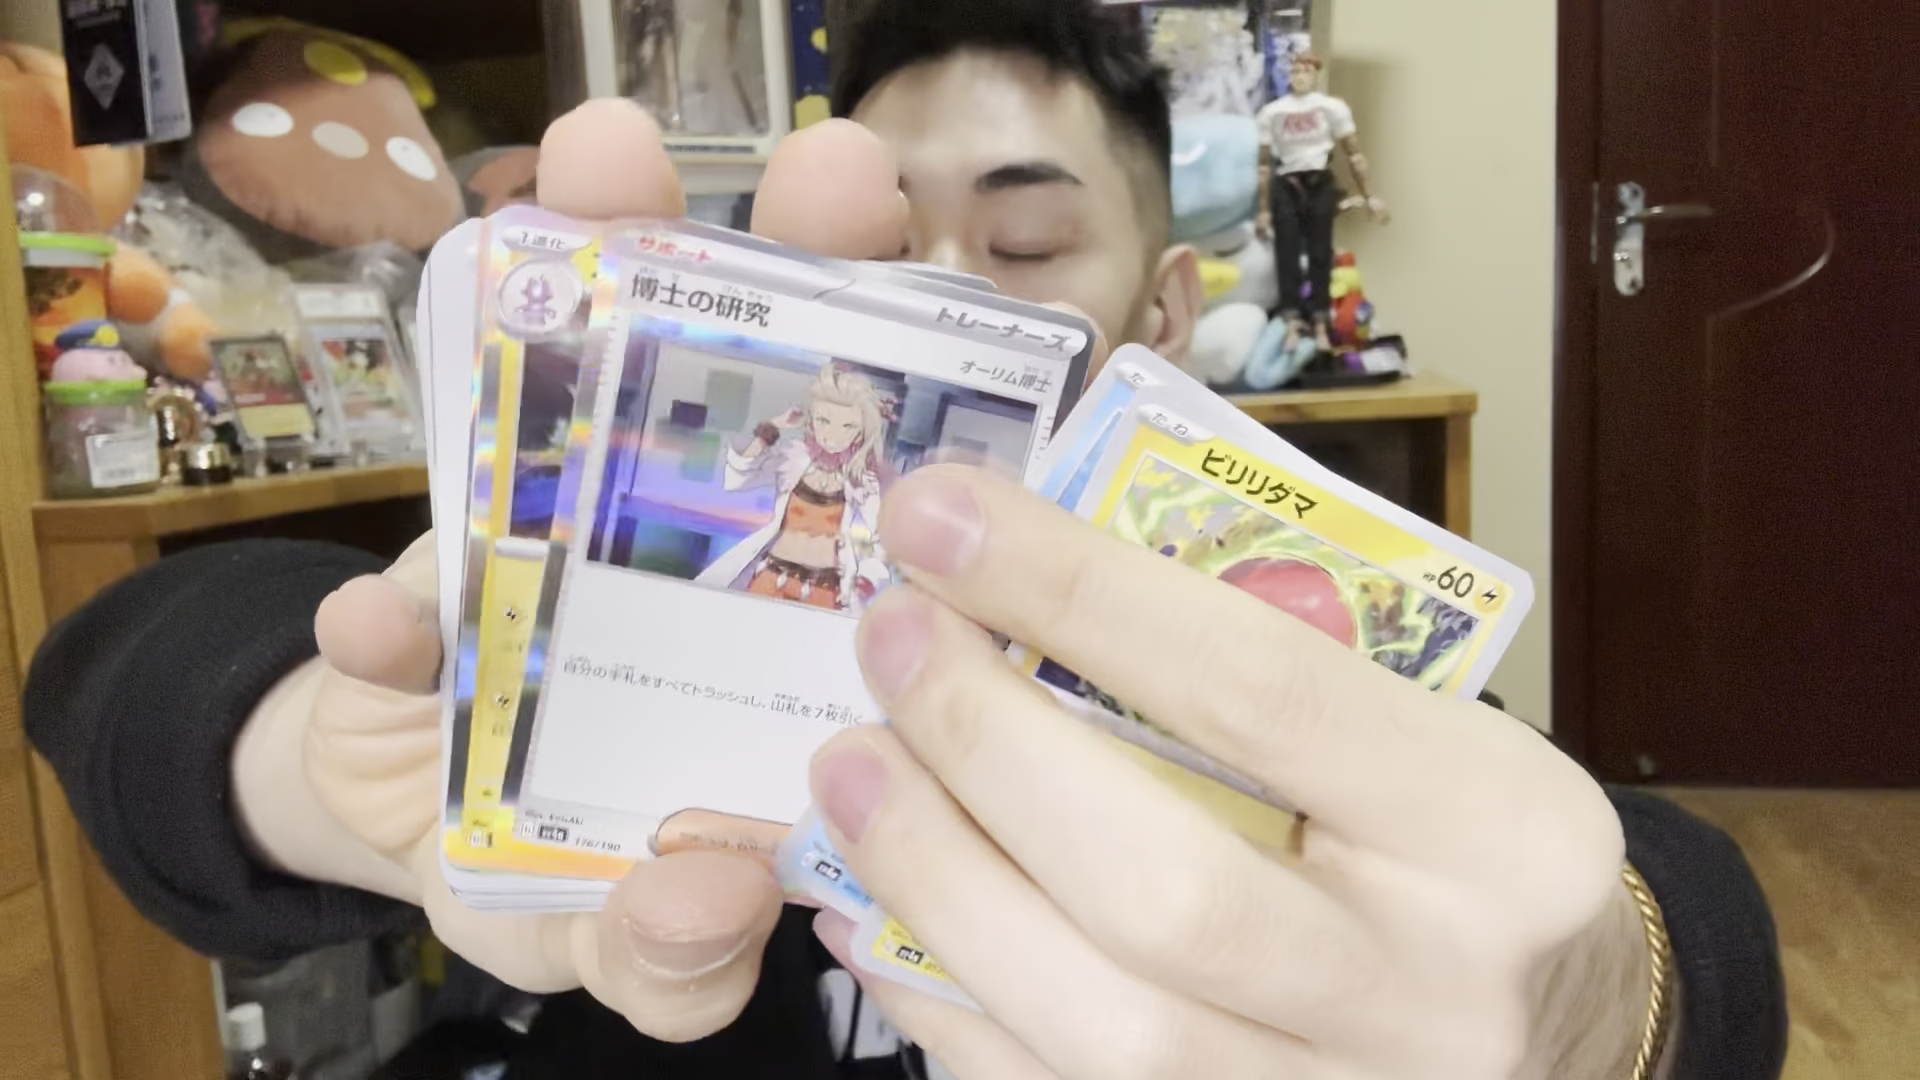 1進化
サポート
トレーナーズ
博士の研究
オーリム博士
自分の手札をすべてトラッシュし、山札を7枚引く
176/190
た
たね
ビリリダマ
HP60